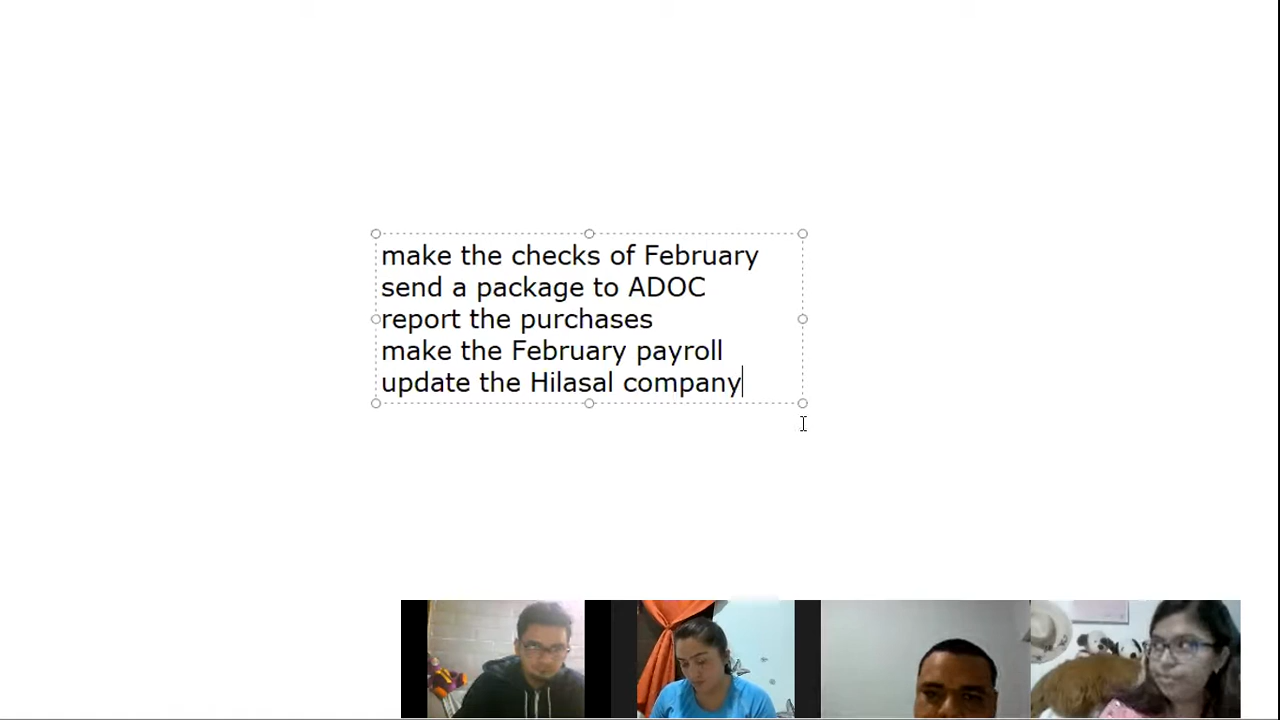 make the checks of February
send a package to ADOC
report the purchases
make the February payroll
update the Hilasal company